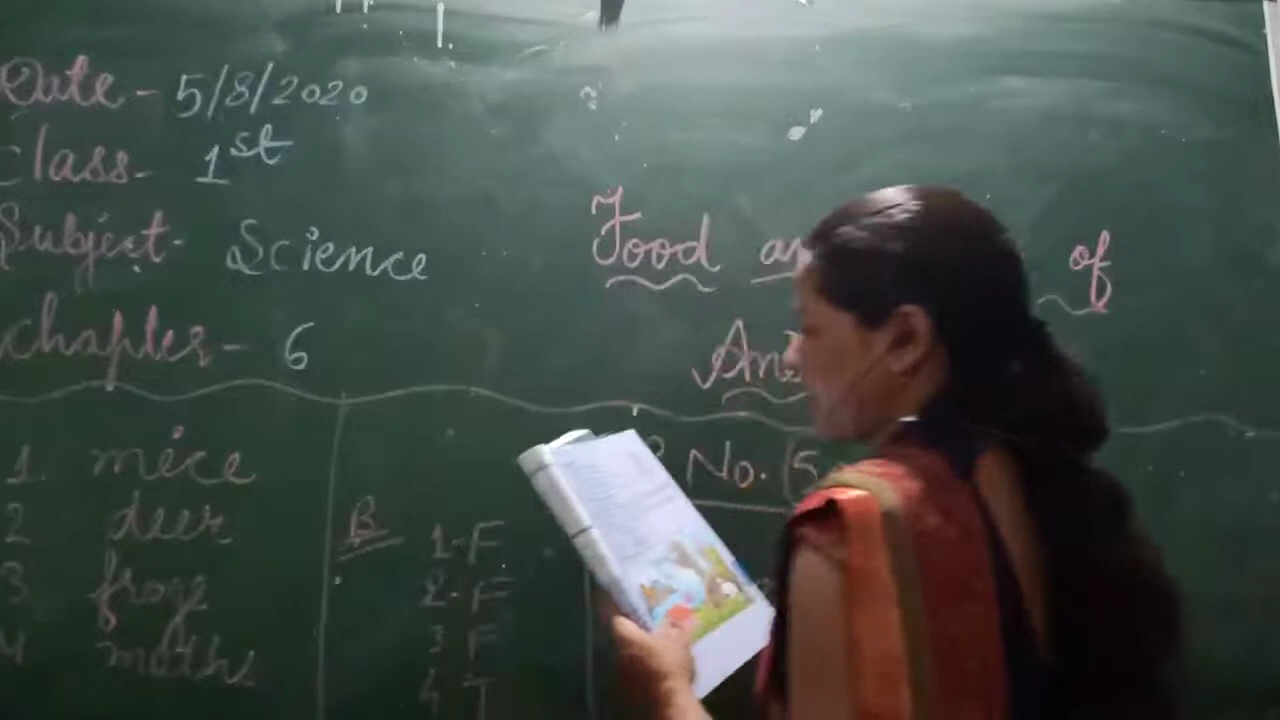 Date - 5/8/2020
Class - 1st
Subject - Science
Chapter - 6
Food of
1. mice
2 deer
3 frogs
4 moths
B
1. F
2. F
3 F
4 T
No. (5